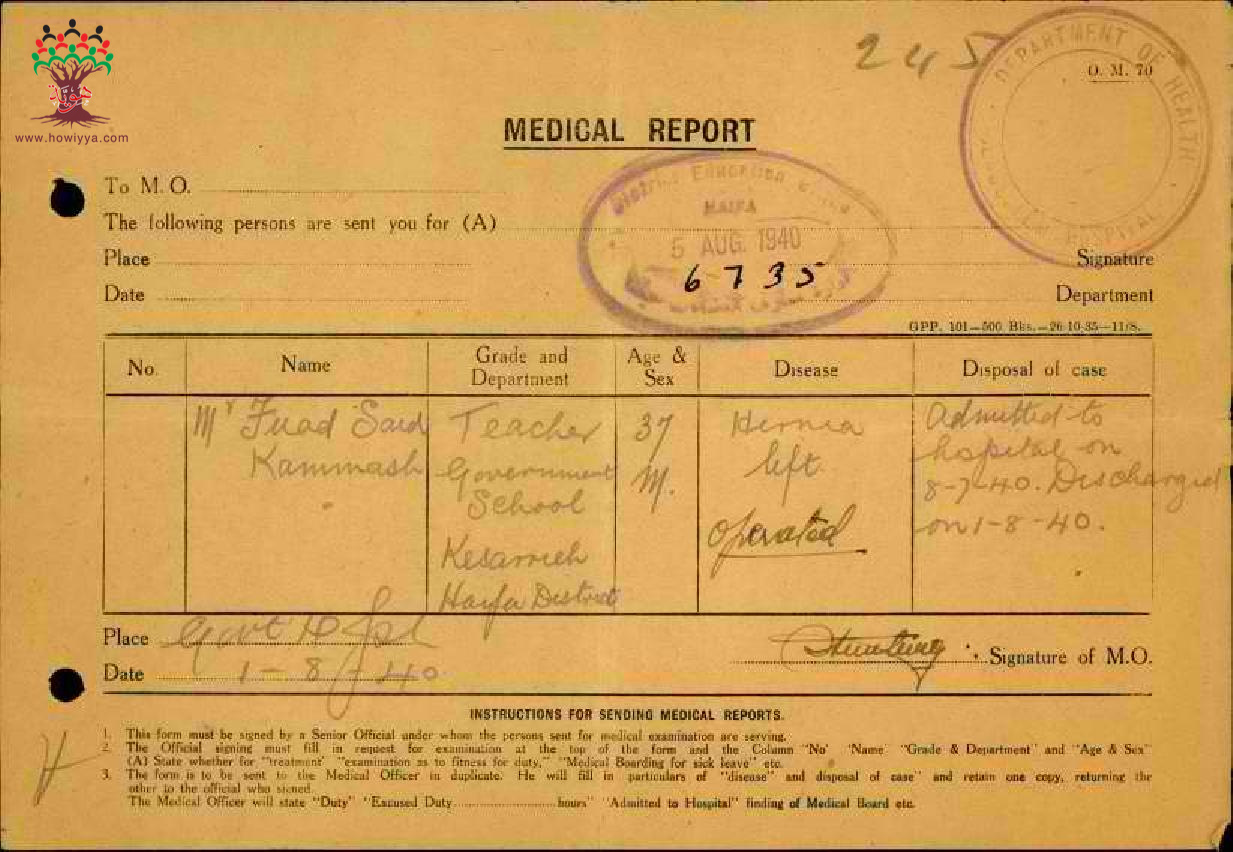 www.howiyya.com
245
DEPARTMENT OF HEALTH
HOSPITAL
O. M. 70
MEDICAL REPORT
To M. O.
The following persons are sent you for (A)
Place
Signature
Date
Department
District Education
HAIFA
5 AUG. 1940
6735
GPP. 101—500 Bks.—26-10-35—11/8.
No.
Name
Grade and Department
Age & Sex
Disease
Disposal of case
Mr Fuad Said
Kammash
Teacher
Government
School
Kesarrieh
Haifa District
37
M.
Hernia
left
Operated
Admitted to
hospital on
8-7-40. Discharged
on 1-8-40.
Place Govt Hospl
Date 1-8-40
Signature of M.O.
INSTRUCTIONS FOR SENDING MEDICAL REPORTS.
1. This form must be signed by a Senior Official under whom the persons sent for medical examination are serving.
2. The Official signing must fill in request for examination at the top of the form and the Column "No" "Name" "Grade & Department" and "Age & Sex"
(A) State whether for "treatment" "examination as to fitness for duty," "Medical Boarding for sick leave" etc.
3. The form is to be sent to the Medical Officer in duplicate. He will fill in particulars of "disease" and disposal of case" and retain one copy, returning the
other to the official who signed.
The Medical Officer will state "Duty" "Excused Duty..................hours" "Admitted to Hospital" finding of Medical Board etc.